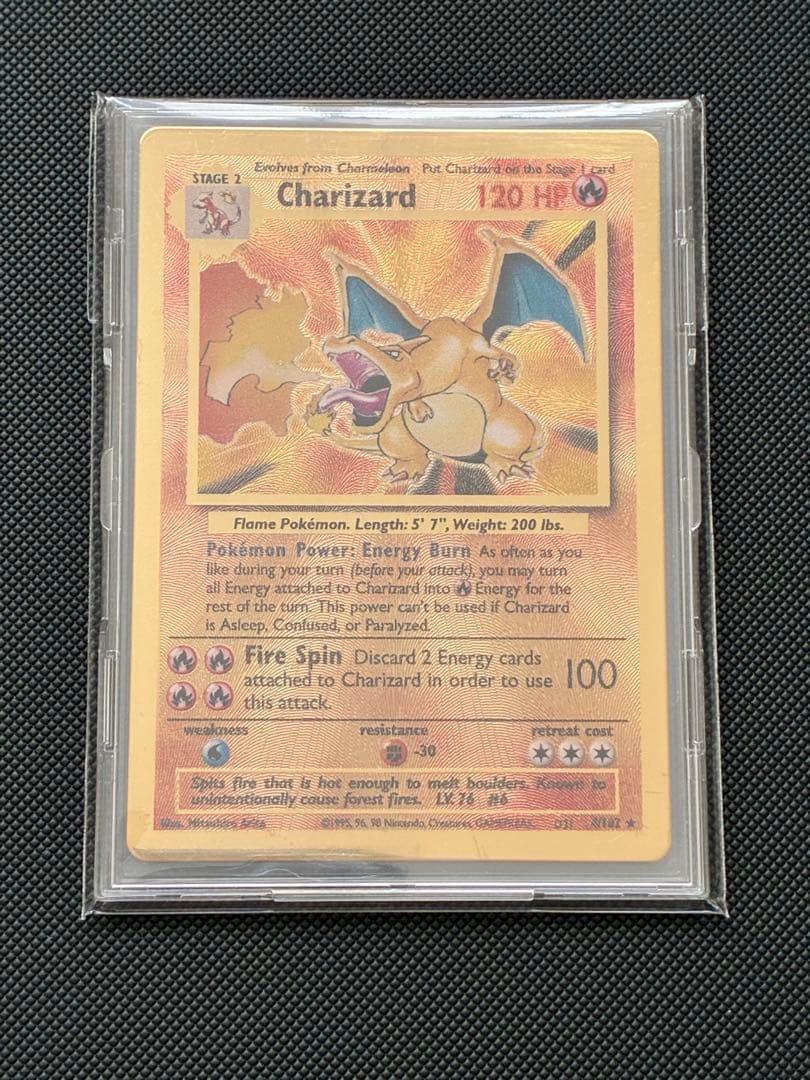 Evolves from Charmeleon Put Charizard on the Stage 1 card
STAGE 2
Charizard 120 HP
Flame Pokémon. Length: 5' 7", Weight: 200 lbs.
Pokémon Power: Energy Burn As often as you
like during your turn (before your attack), you may turn
all Energy attached to Charizard into Energy for the
rest of the turn. This power can't be used if Charizard
is Asleep, Confused, or Paralyzed.
Fire Spin Discard 2 Energy cards
attached to Charizard in order to use 100
this attack.
weakness resistance retreat cost
-30
Spits fire that is hot enough to melt boulders. Known to
unintentionally cause forest fires. LV. 76 #6
Illus. Mitsuhiro Arita ©1995, 96, 98 Nintendo, Creatures, GAMEFREAK. 4/102